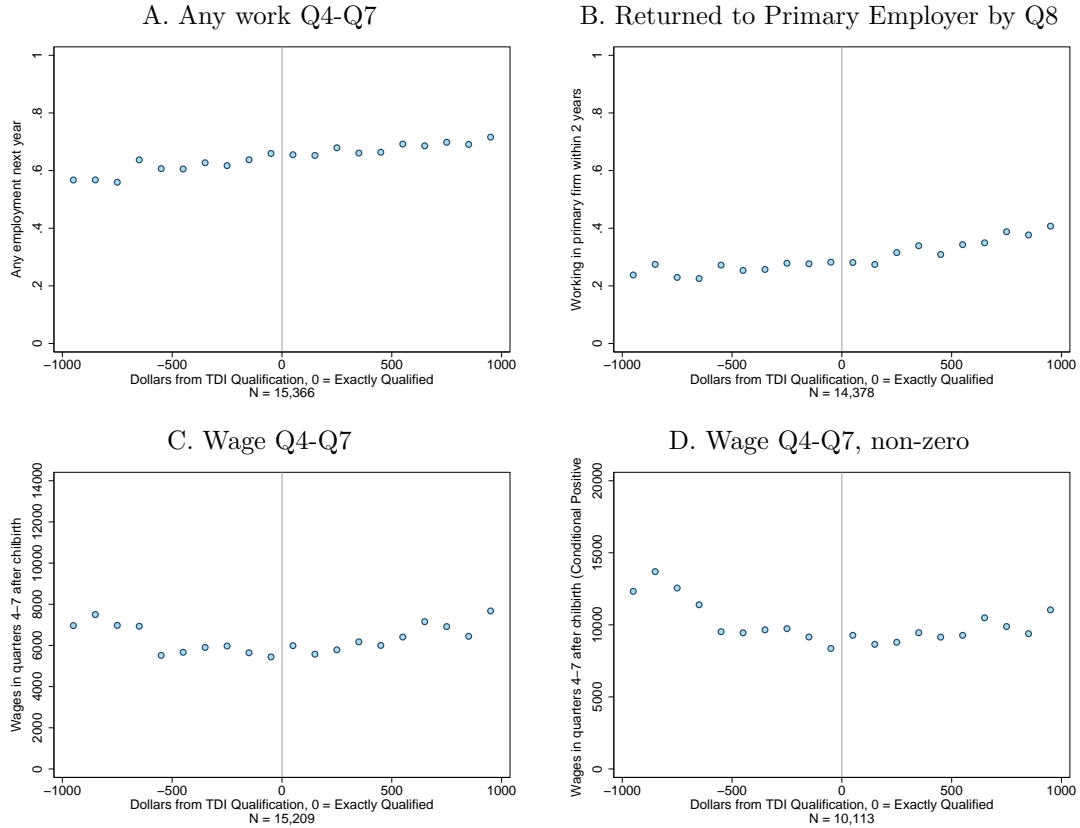 A. Any work Q4-Q7
Any employment next year
0 .2 .4 .6 .8 1
−1000 −500 0 500 1000
Dollars from TDI Qualification, 0 = Exactly Qualified
N = 15,366
B. Returned to Primary Employer by Q8
Working in primary firm within 2 years
0 .2 .4 .6 .8 1
−1000 −500 0 500 1000
Dollars from TDI Qualification, 0 = Exactly Qualified
N = 14,378
C. Wage Q4-Q7
Wages in quarters 4−7 after chilbirth
0 2000 4000 6000 8000 10000 12000 14000
−1000 −500 0 500 1000
Dollars from TDI Qualification, 0 = Exactly Qualified
N = 15,209
D. Wage Q4-Q7, non-zero
Wages in quarters 4−7 after chilbirth (Conditional Positive
0 5000 10000 15000 20000
−1000 −500 0 500 1000
Dollars from TDI Qualification, 0 = Exactly Qualified
N = 10,113